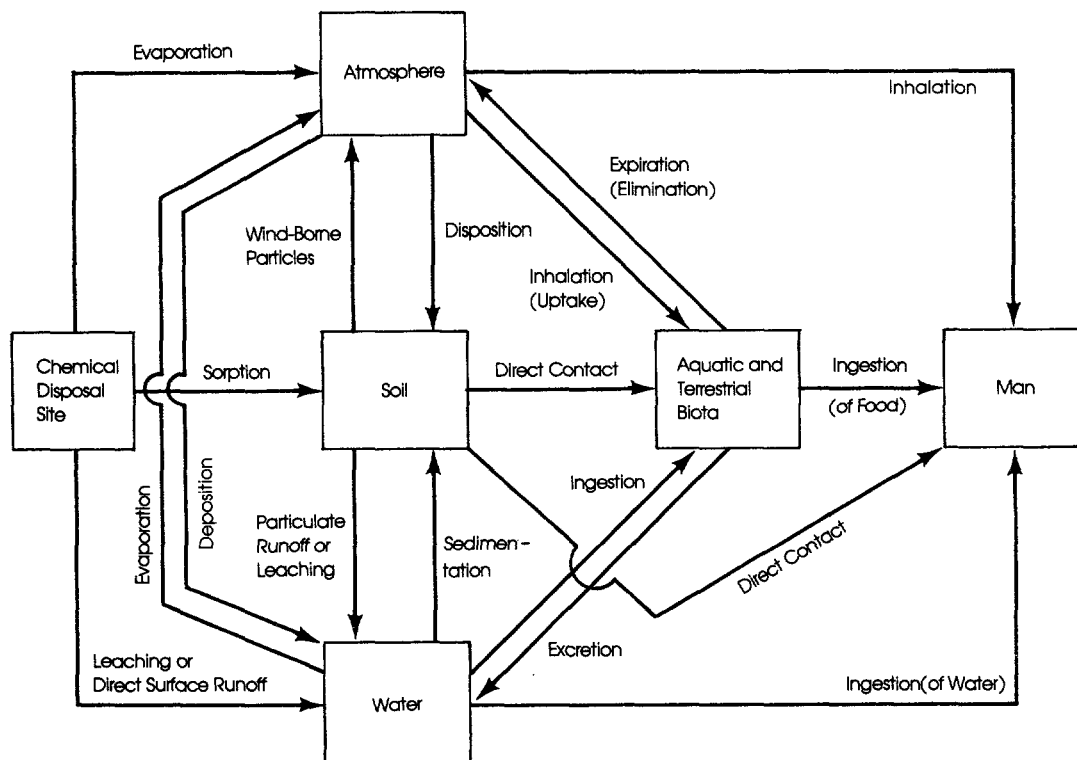 Evaporation
Atmosphere
Inhalation
Expiration
(Elimination)
Wind-Borne
Particles
Disposition
Inhalation
(Uptake)
Chemical
Disposal
Site
Sorption
Soil
Direct Contact
Aquatic and
Terrestrial
Biota
Ingestion
(of Food)
Man
Evaporation
Deposition
Particulate
Runoff or
Leaching
Sedimen-
tation
Ingestion
Direct Contact
Excretion
Leaching or
Direct Surface Runoff
Water
Ingestion(of Water)